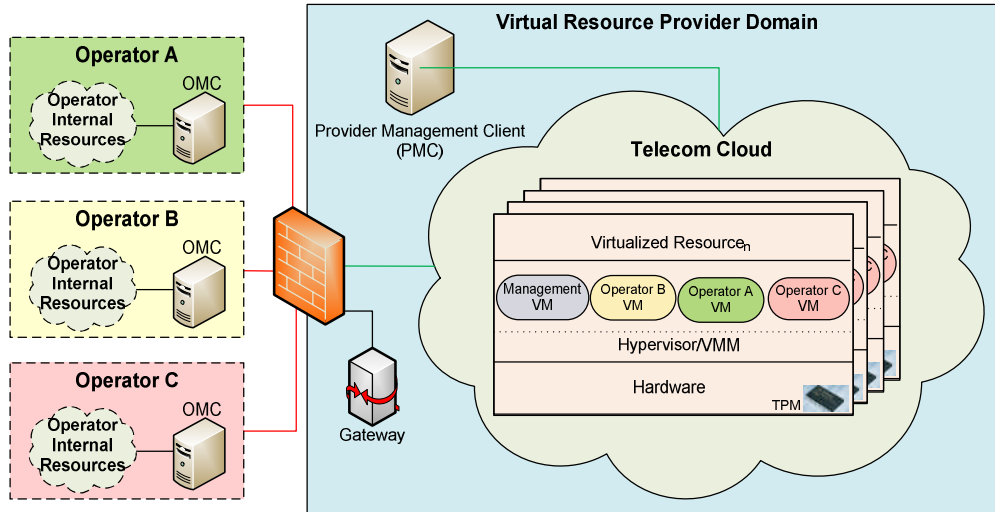 Virtual Resource Provider Domain
Operator A
OMC
Operator
Internal
Resources
Operator B
OMC
Operator
Internal
Resources
Operator C
OMC
Operator
Internal
Resources
Provider Management Client
(PMC)
Gateway
Telecom Cloud
Virtualized Resourcen
Management
VM
Operator B
VM
Operator A
VM
Operator C
VM
C
C
C
Hypervisor/VMM
Hardware
TPM